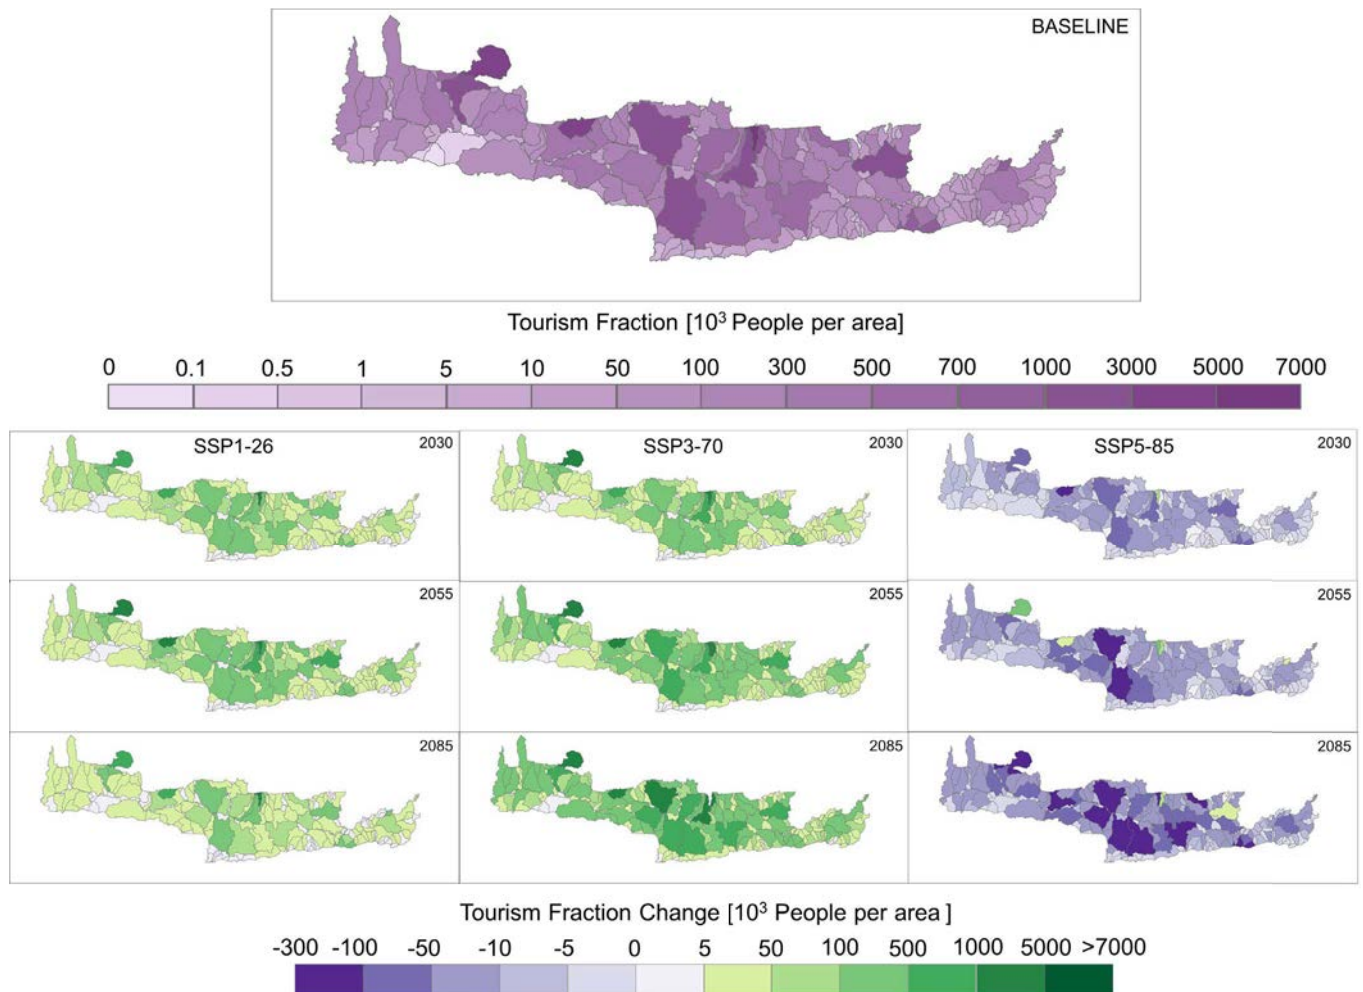 BASELINE
Tourism Fraction [10³ People per area]
0 0.1 0.5 1 5 10 50 100 300 500 700 1000 3000 5000 7000
SSP1-26 2030 SSP3-70 2030 SSP5-85 2030
2055 2055 2055
2085 2085 2085
Tourism Fraction Change [10³ People per area ]
-300 -100 -50 -10 -5 0 5 50 100 500 1000 5000 >7000